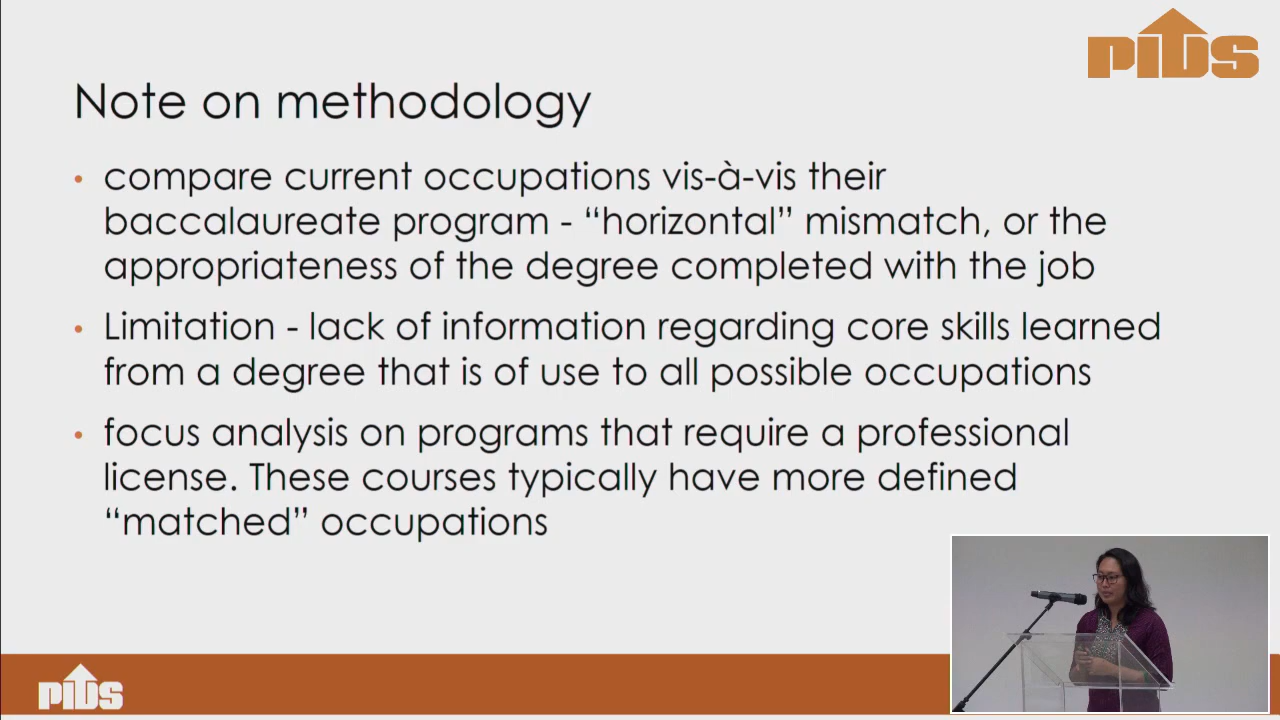 PIDS
Note on methodology
• compare current occupations vis-à-vis their
baccalaureate program - “horizontal” mismatch, or the
appropriateness of the degree completed with the job
• Limitation - lack of information regarding core skills learned
from a degree that is of use to all possible occupations
• focus analysis on programs that require a professional
license. These courses typically have more defined
“matched” occupations
PIDS